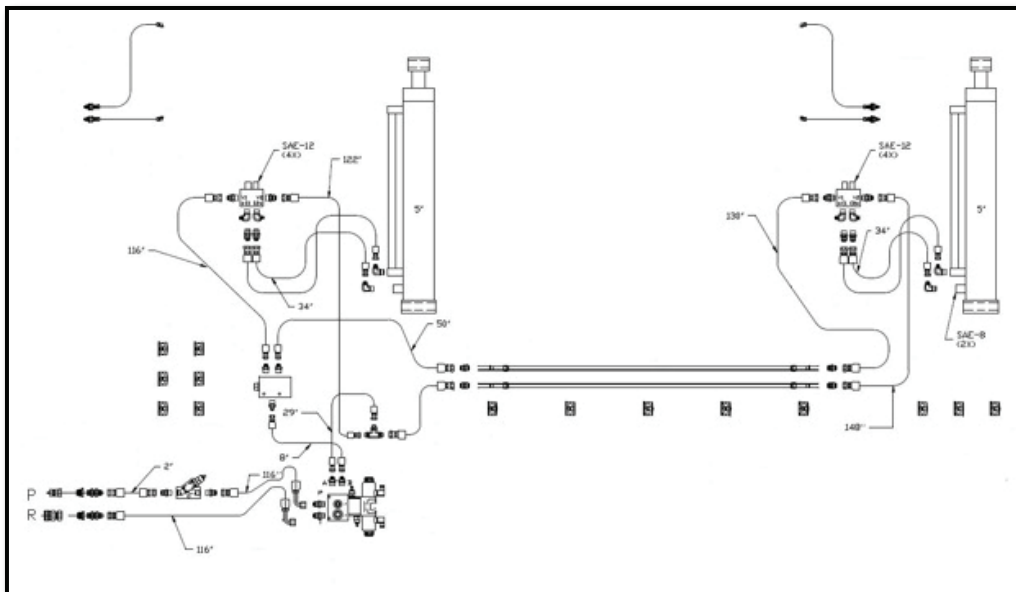 SAE-12
(4X)
122"
SAE-12
(4X)
5"
5"
116"
34"
138"
34"
50"
SAE-8
(2X)
29"
8"
148"
P
2"
116"
A
P
R
116"